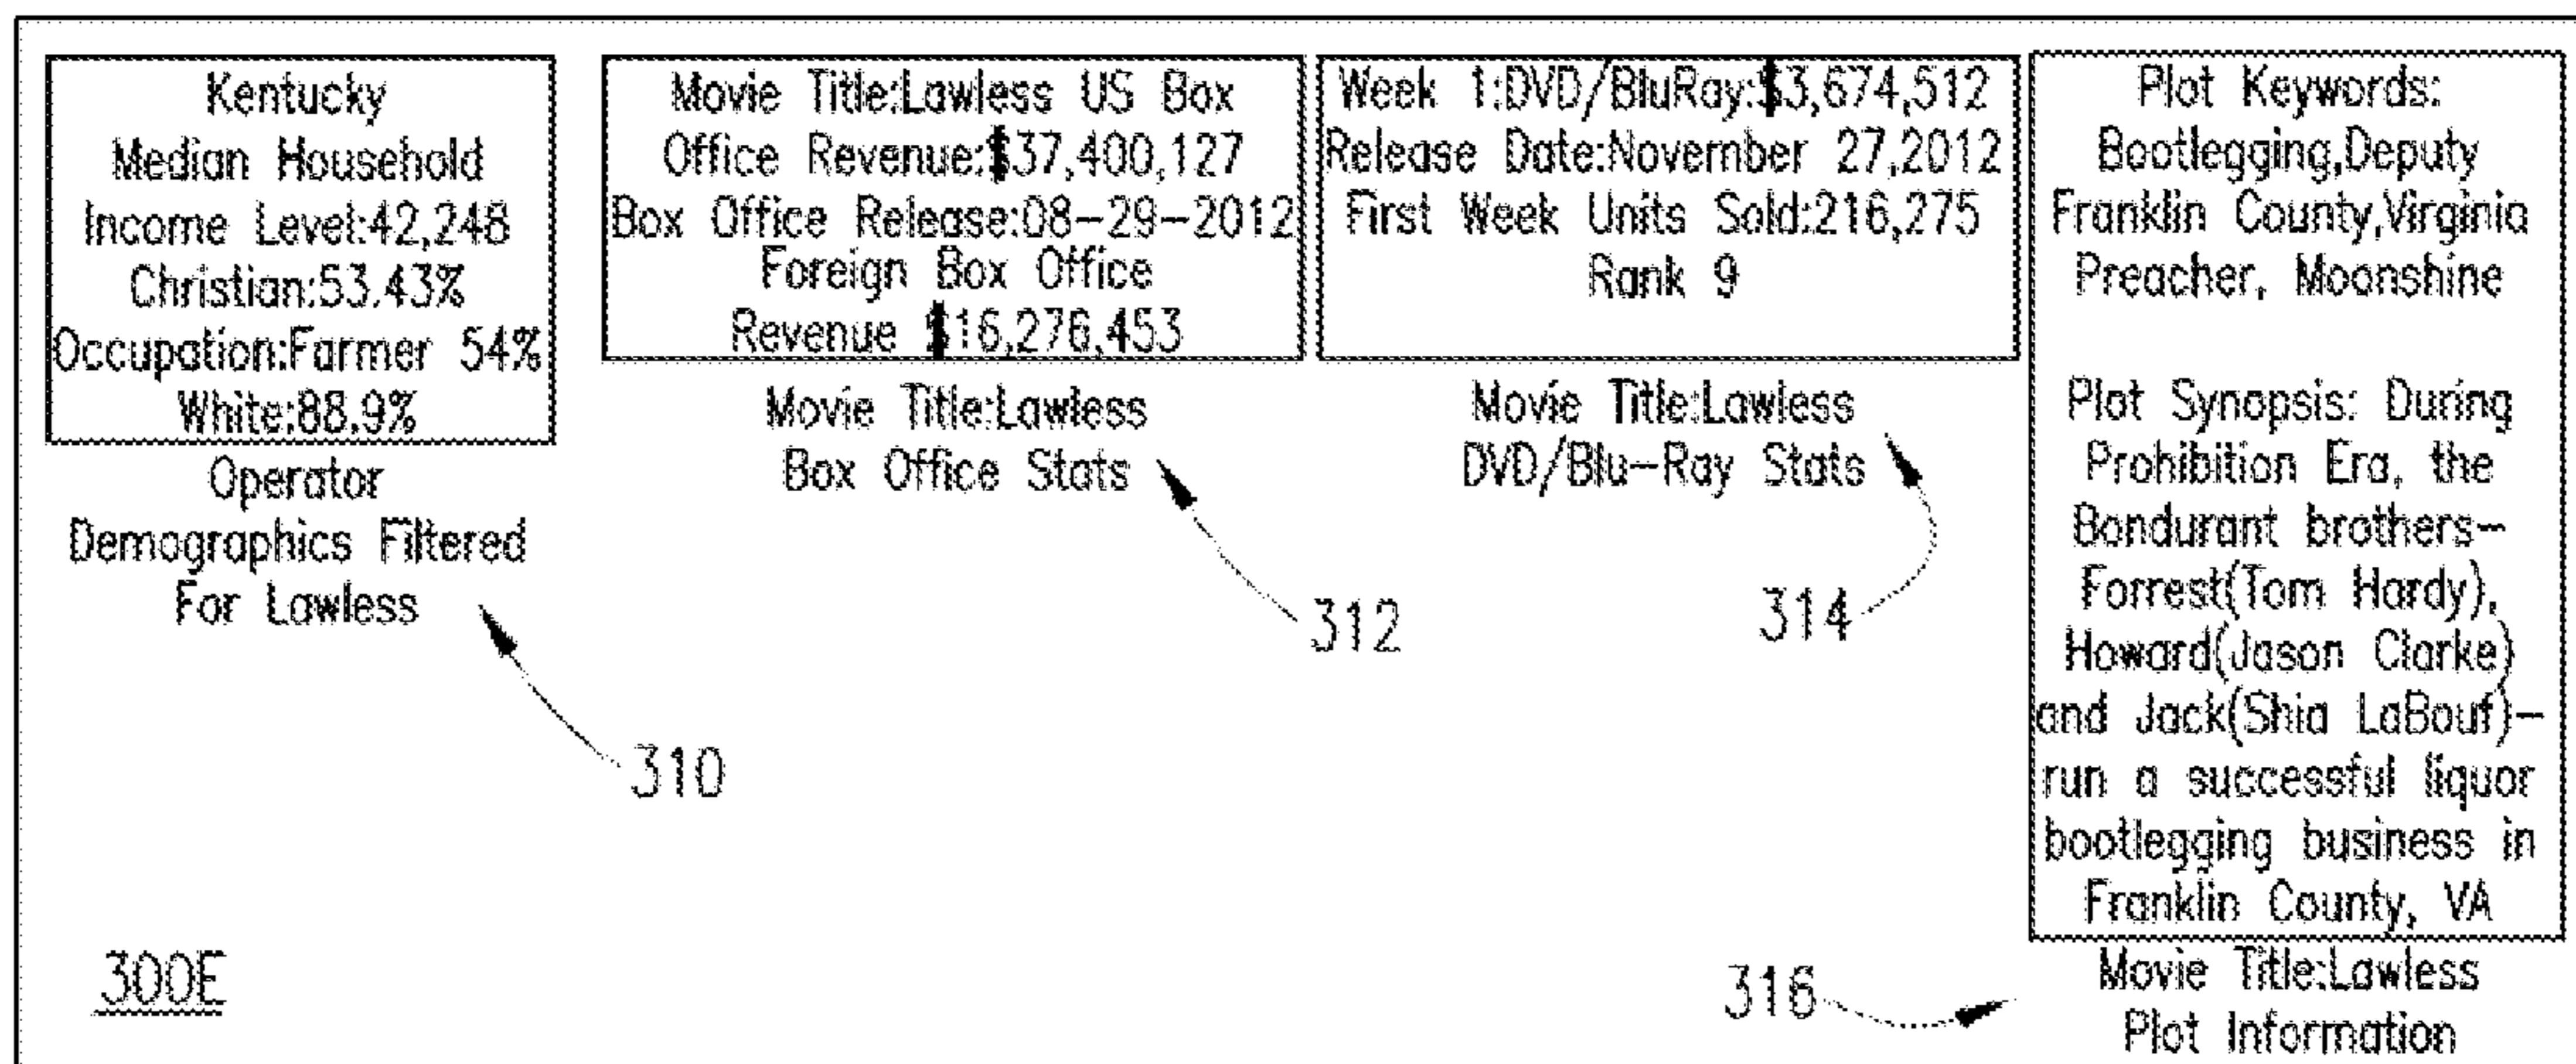 Kentucky
Median Household
Income Level:42,248
Christian:53.43%
Occupation:Farmer 54%
White:88.9%
Operator
Demographics Filtered
For Lawless
310
Movie Title:Lawless US Box
Office Revenue:$37,400,127
Box Office Release:08-29-2012
Foreign Box Office
Revenue $16,276,453
Movie Title:Lawless
Box Office Stats
312
Week 1:DVD/BluRay:$3,674,512
Release Date:November 27,2012
First Week Units Sold:216,275
Rank 9
Movie Title:Lawless
DVD/Blu-Ray Stats
314
Plot Keywords:
Bootlegging,Deputy
Franklin County,Virginia
Preacher, Moonshine
Plot Synopsis: During
Prohibition Era, the
Bondurant brothers-
Forrest(Tom Hardy),
Howard(Jason Clarke)
and Jack(Shia LaBouf)-
run a successful liquor
bootlegging business in
Franklin County, VA
Movie Title:Lawless
Plot Information
316
300E